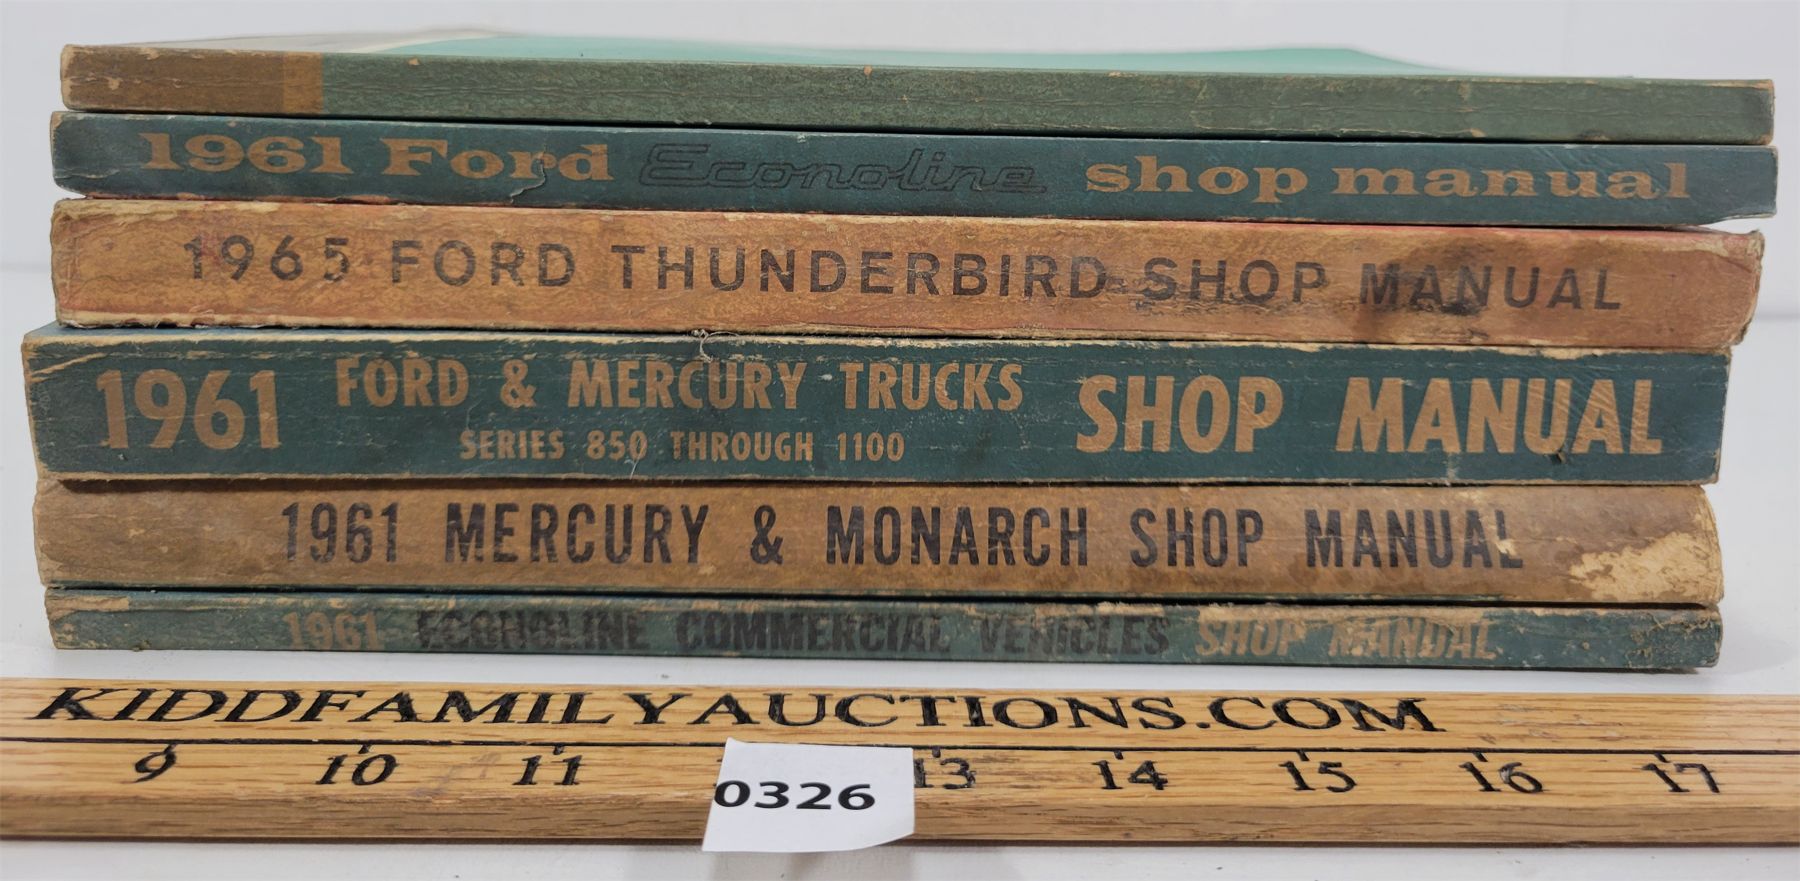 1961 Ford Econoline shop manual
1965 FORD THUNDERBIRD SHOP MANUAL
1961 FORD & MERCURY TRUCKS SHOP MANUAL
SERIES 850 THROUGH 1100
1961 MERCURY & MONARCH SHOP MANUAL
1961 ECONOLINE COMMERCIAL VEHICLES SHOP MANUAL
KIDDFAMILYAUCTIONS.COM
9 10 11 13 14 15 16 17
0326